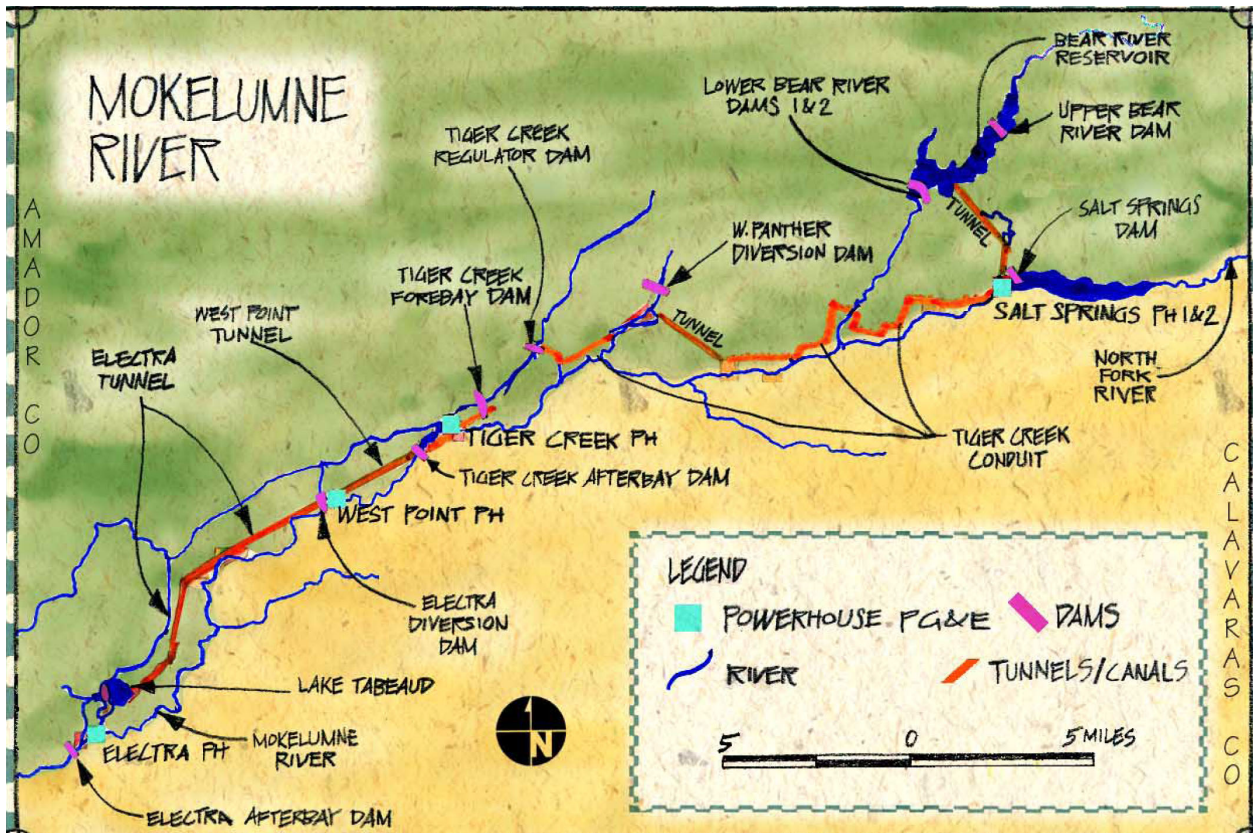 MOKELUMNE
RIVER
BEAR RIVER
RESERVOIR
LOWER BEAR RIVER
DAMS 1&2
UPPER BEAR
RIVER DAM
TIGER CREEK
REGULATOR DAM
AMADOR CO
W. PANTHER
DIVERSION DAM
TUNNEL
SALT SPRINGS
DAM
TIGER CREEK
FOREBAY DAM
WEST POINT
TUNNEL
TUNNEL
SALT SPRINGS PH 1&2
ELECTRA
TUNNEL
NORTH
FORK
RIVER
TIGER CREEK PH
TIGER CREEK
CONDUIT
TIGER CREEK AFTERBAY DAM
CALAVARAS CO
WEST POINT PH
ELECTRA
DIVERSION
DAM
LEGEND
POWERHOUSE PG&E
DAMS
RIVER
TUNNELS/CANALS
LAKE TABEAUD
N
5 0 5 MILES
ELECTRA PH
MOKELUMNE
RIVER
ELECTRA AFTERBAY DAM